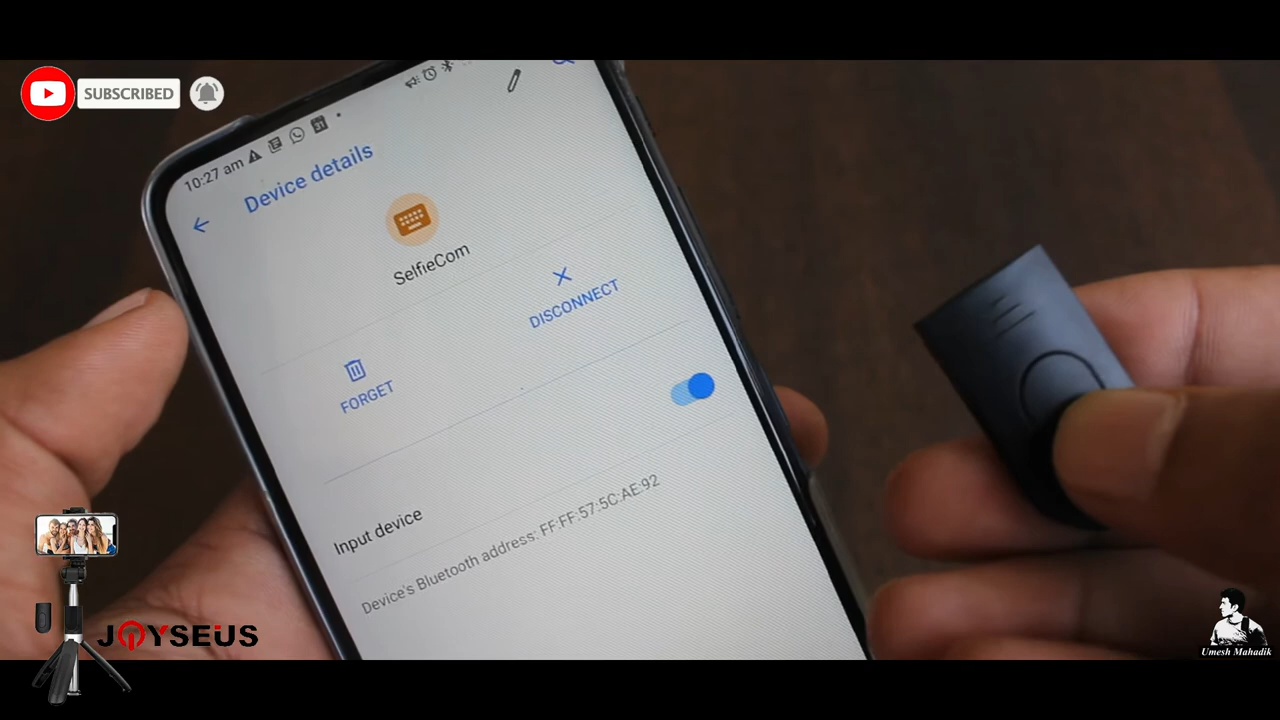 SUBSCRIBED
10:27 am
31
Device details
SelfieCom
DISCONNECT
FORGET
Input device
Device's Bluetooth address: FF:FF:57:5C:AE:92
JOYSEUS
Umesh Mahadik